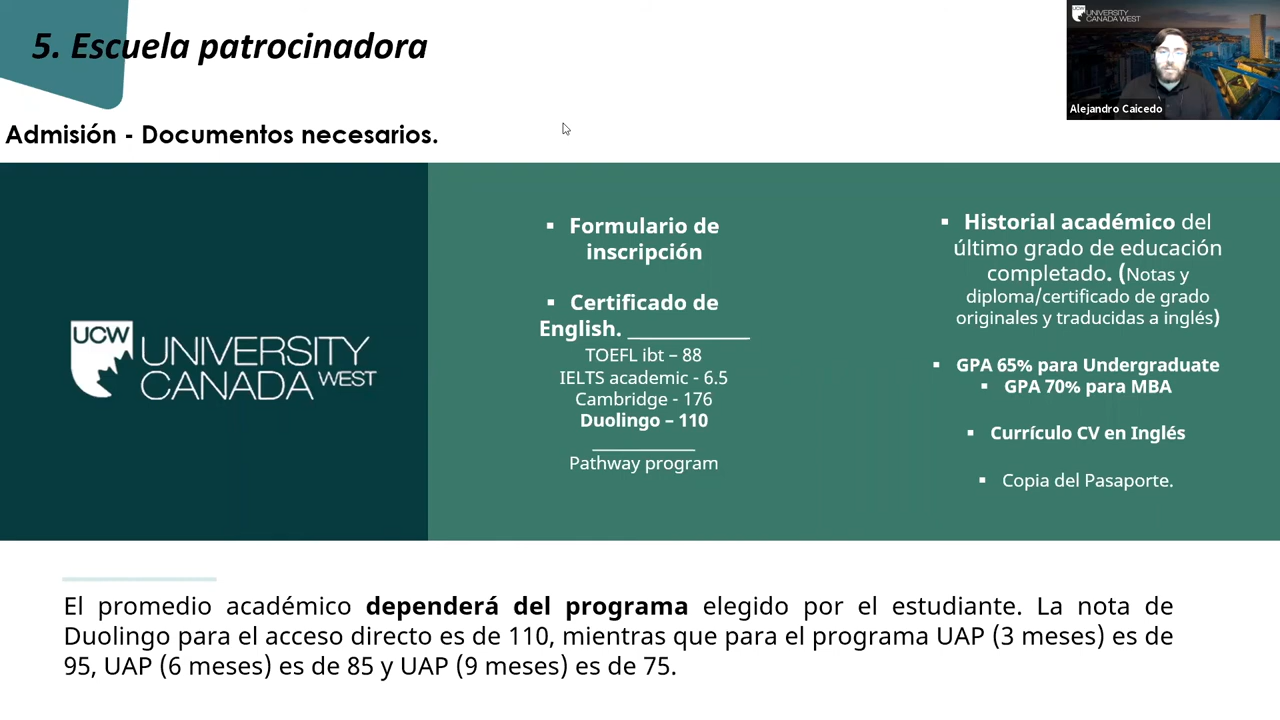 5. Escuela patrocinadora
UCW UNIVERSITY
CANADA WEST
Alejandro Caicedo
Admisión - Documentos necesarios.
UCW UNIVERSITY
CANADA WEST
▪ Formulario de
inscripción
▪ Certificado de
English. ____________
TOEFL ibt – 88
IELTS academic - 6.5
Cambridge - 176
Duolingo – 110
___________
Pathway program
▪ Historial académico del
último grado de educación
completado. (Notas y
diploma/certificado de grado
originales y traducidas a inglés)
▪ GPA 65% para Undergraduate
▪ GPA 70% para MBA
▪ Currículo CV en Inglés
▪ Copia del Pasaporte.
El promedio académico dependerá del programa elegido por el estudiante. La nota de
Duolingo para el acceso directo es de 110, mientras que para el programa UAP (3 meses) es de
95, UAP (6 meses) es de 85 y UAP (9 meses) es de 75.